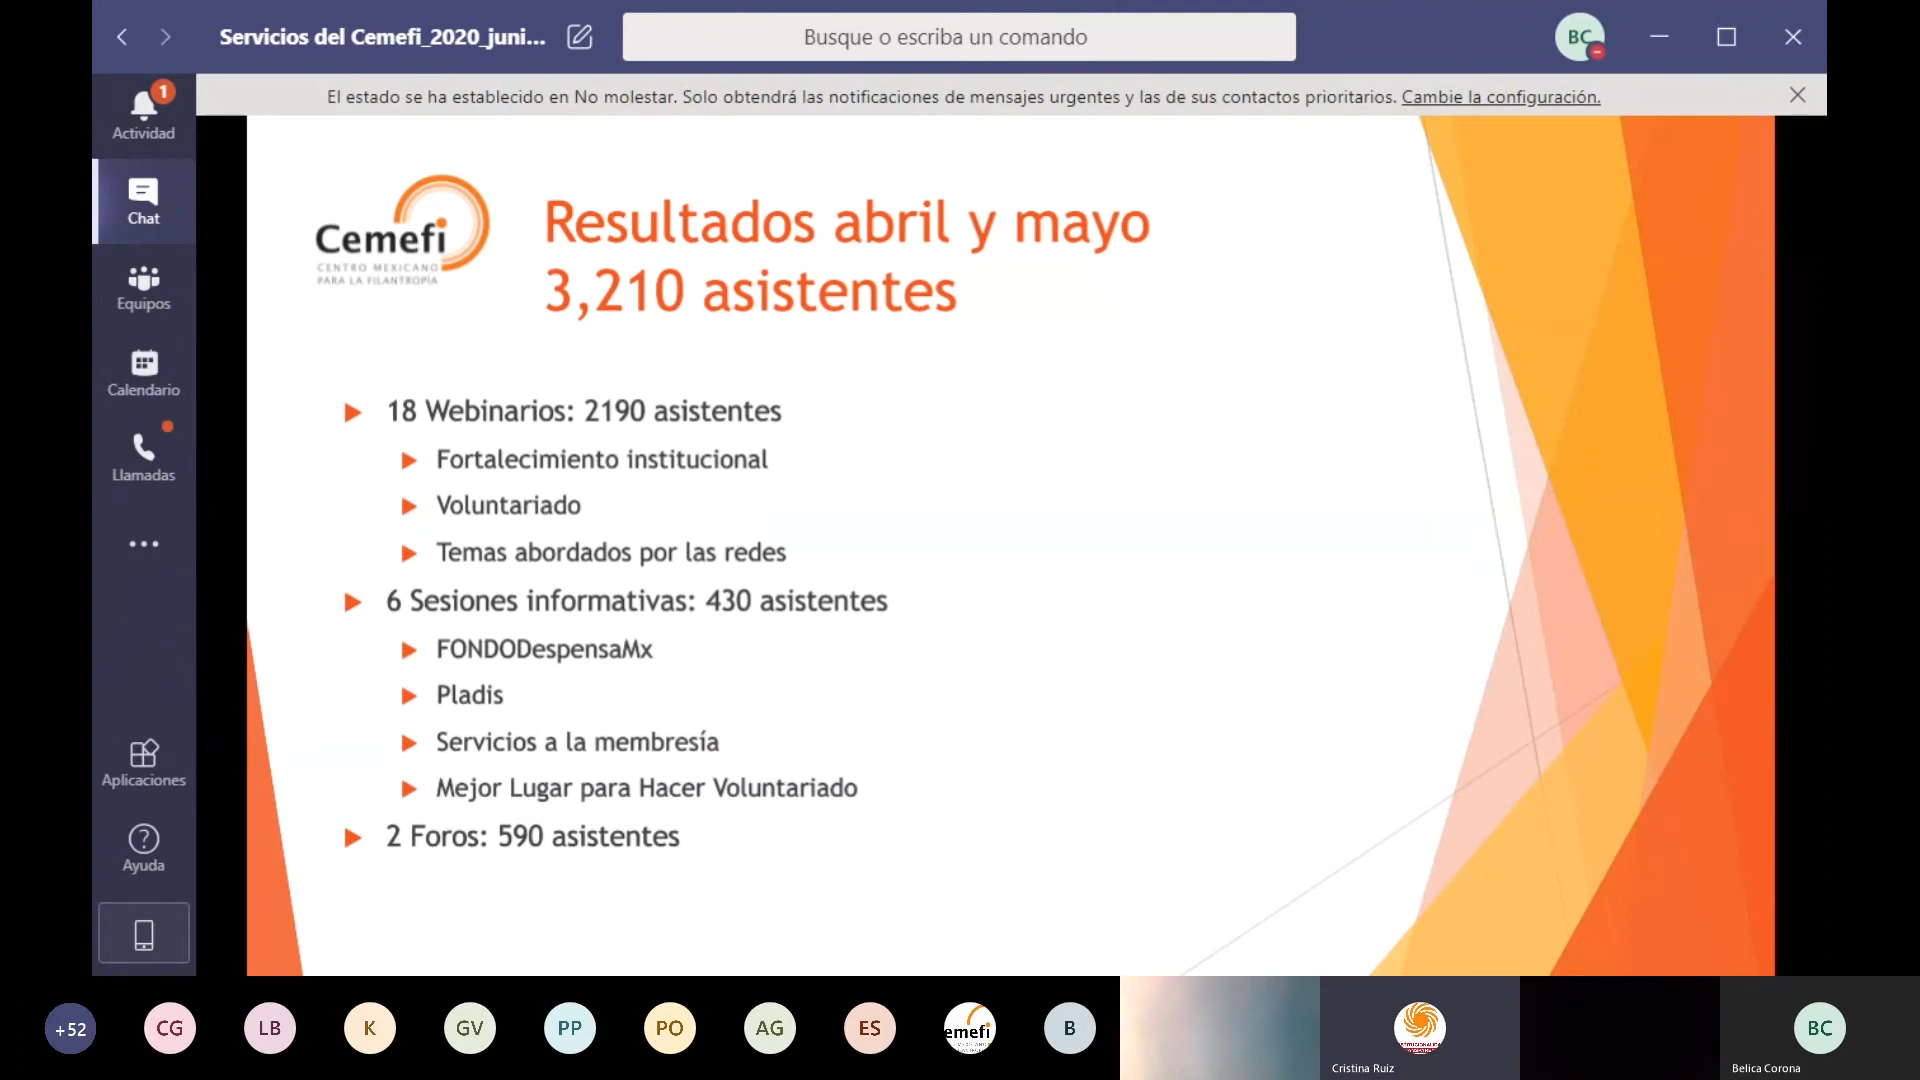 Servicios del Cemefi_2020_juni...
Busque o escriba un comando
BC
El estado se ha establecido en No molestar. Solo obtendrá las notificaciones de mensajes urgentes y las de sus contactos prioritarios. Cambie la configuración.
1
Actividad
Chat
Equipos
Calendario
Llamadas
Aplicaciones
Ayuda
Cemefi
CENTRO MEXICANO
PARA LA FILANTROPÍA
Resultados abril y mayo
3,210 asistentes
18 Webinarios: 2190 asistentes
Fortalecimiento institucional
Voluntariado
Temas abordados por las redes
6 Sesiones informativas: 430 asistentes
FONDODespensaMx
Pladis
Servicios a la membresía
Mejor Lugar para Hacer Voluntariado
2 Foros: 590 asistentes
+52
CG
LB
K
GV
PP
PO
AG
ES
emefi
B
Cristina Ruiz
BC
Belica Corona